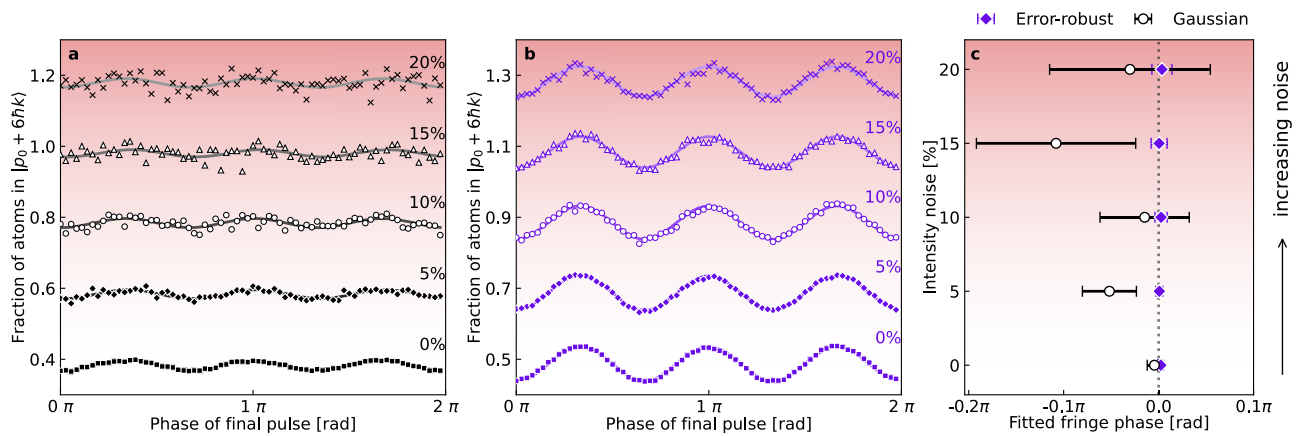 Error-robust Gaussian
a
20%
15%
10%
5%
0%
1.2
1.0
0.8
0.6
0.4
Fraction of atoms in |p₀ + 6ℏk⟩
0 π 1 π 2 π
Phase of final pulse [rad]
b
20%
15%
10%
5%
0%
1.3
1.1
0.9
0.7
0.5
Fraction of atoms in |p₀ + 6ℏk⟩
0 π 1 π 2 π
Phase of final pulse [rad]
c
20
15
10
5
0
Intensity noise [%]
-0.2π -0.1π 0.0 0.1π
Fitted fringe phase [rad]
increasing noise